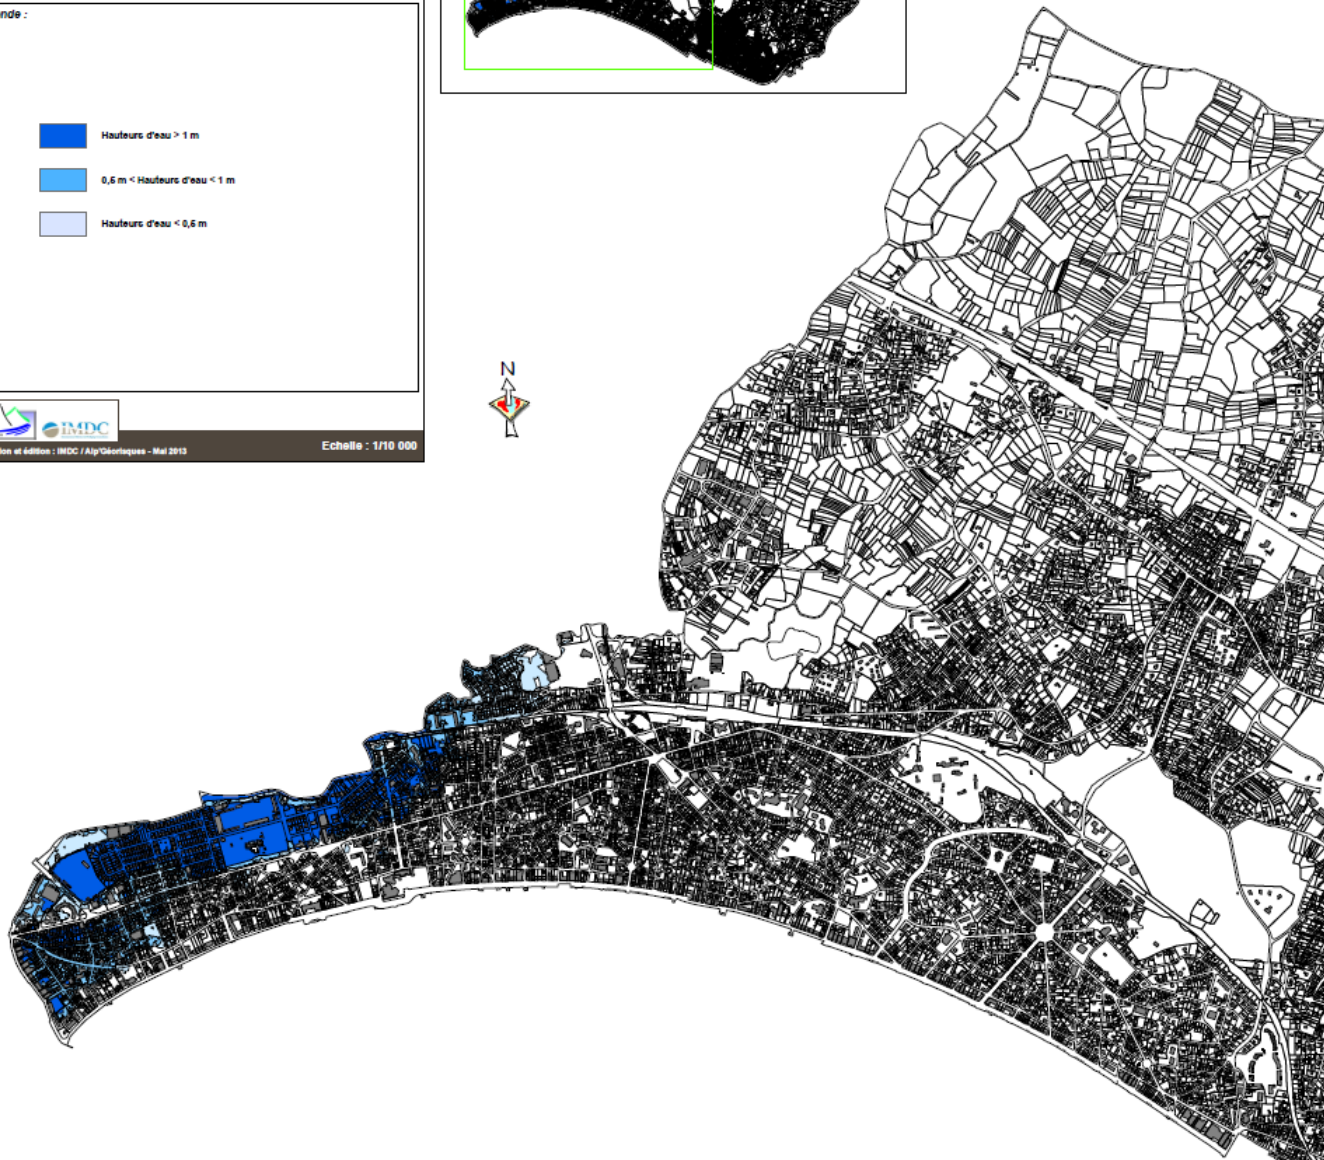 nde :
Hauteurs d'eau > 1 m
0,5 m < Hauteurs d'eau < 1 m
Hauteurs d'eau < 0,5 m
N
IMDC
ion et édition : IMDC / Alp'Géorisques - Mai 2013
Echelle : 1/10 000